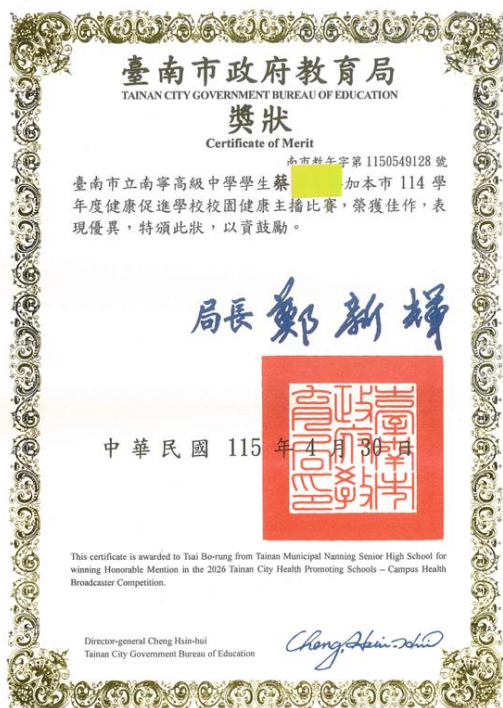 臺南市政府教育局
TAINAN CITY GOVERNMENT BUREAU OF EDUCATION
獎狀
Certificate of Merit
南市教午字第 1150549128 號
臺南市立南寧高級中學學生蔡 加本市 114 學
年度健康促進學校校園健康主播比賽,榮獲佳作,表
現優異,特頒此狀,以資鼓勵。
局長 鄭新輝
中華民國 115 年 4 月 30 日
This certificate is awarded to Tsai Bo-rung from Tainan Municipal Nanning Senior High School for
winning Honorable Mention in the 2026 Tainan City Health Promoting Schools – Campus Health
Broadcaster Competition.
Director-general Cheng Hsin-hui
Tainan City Government Bureau of Education
Cheng, Hsin-Hui